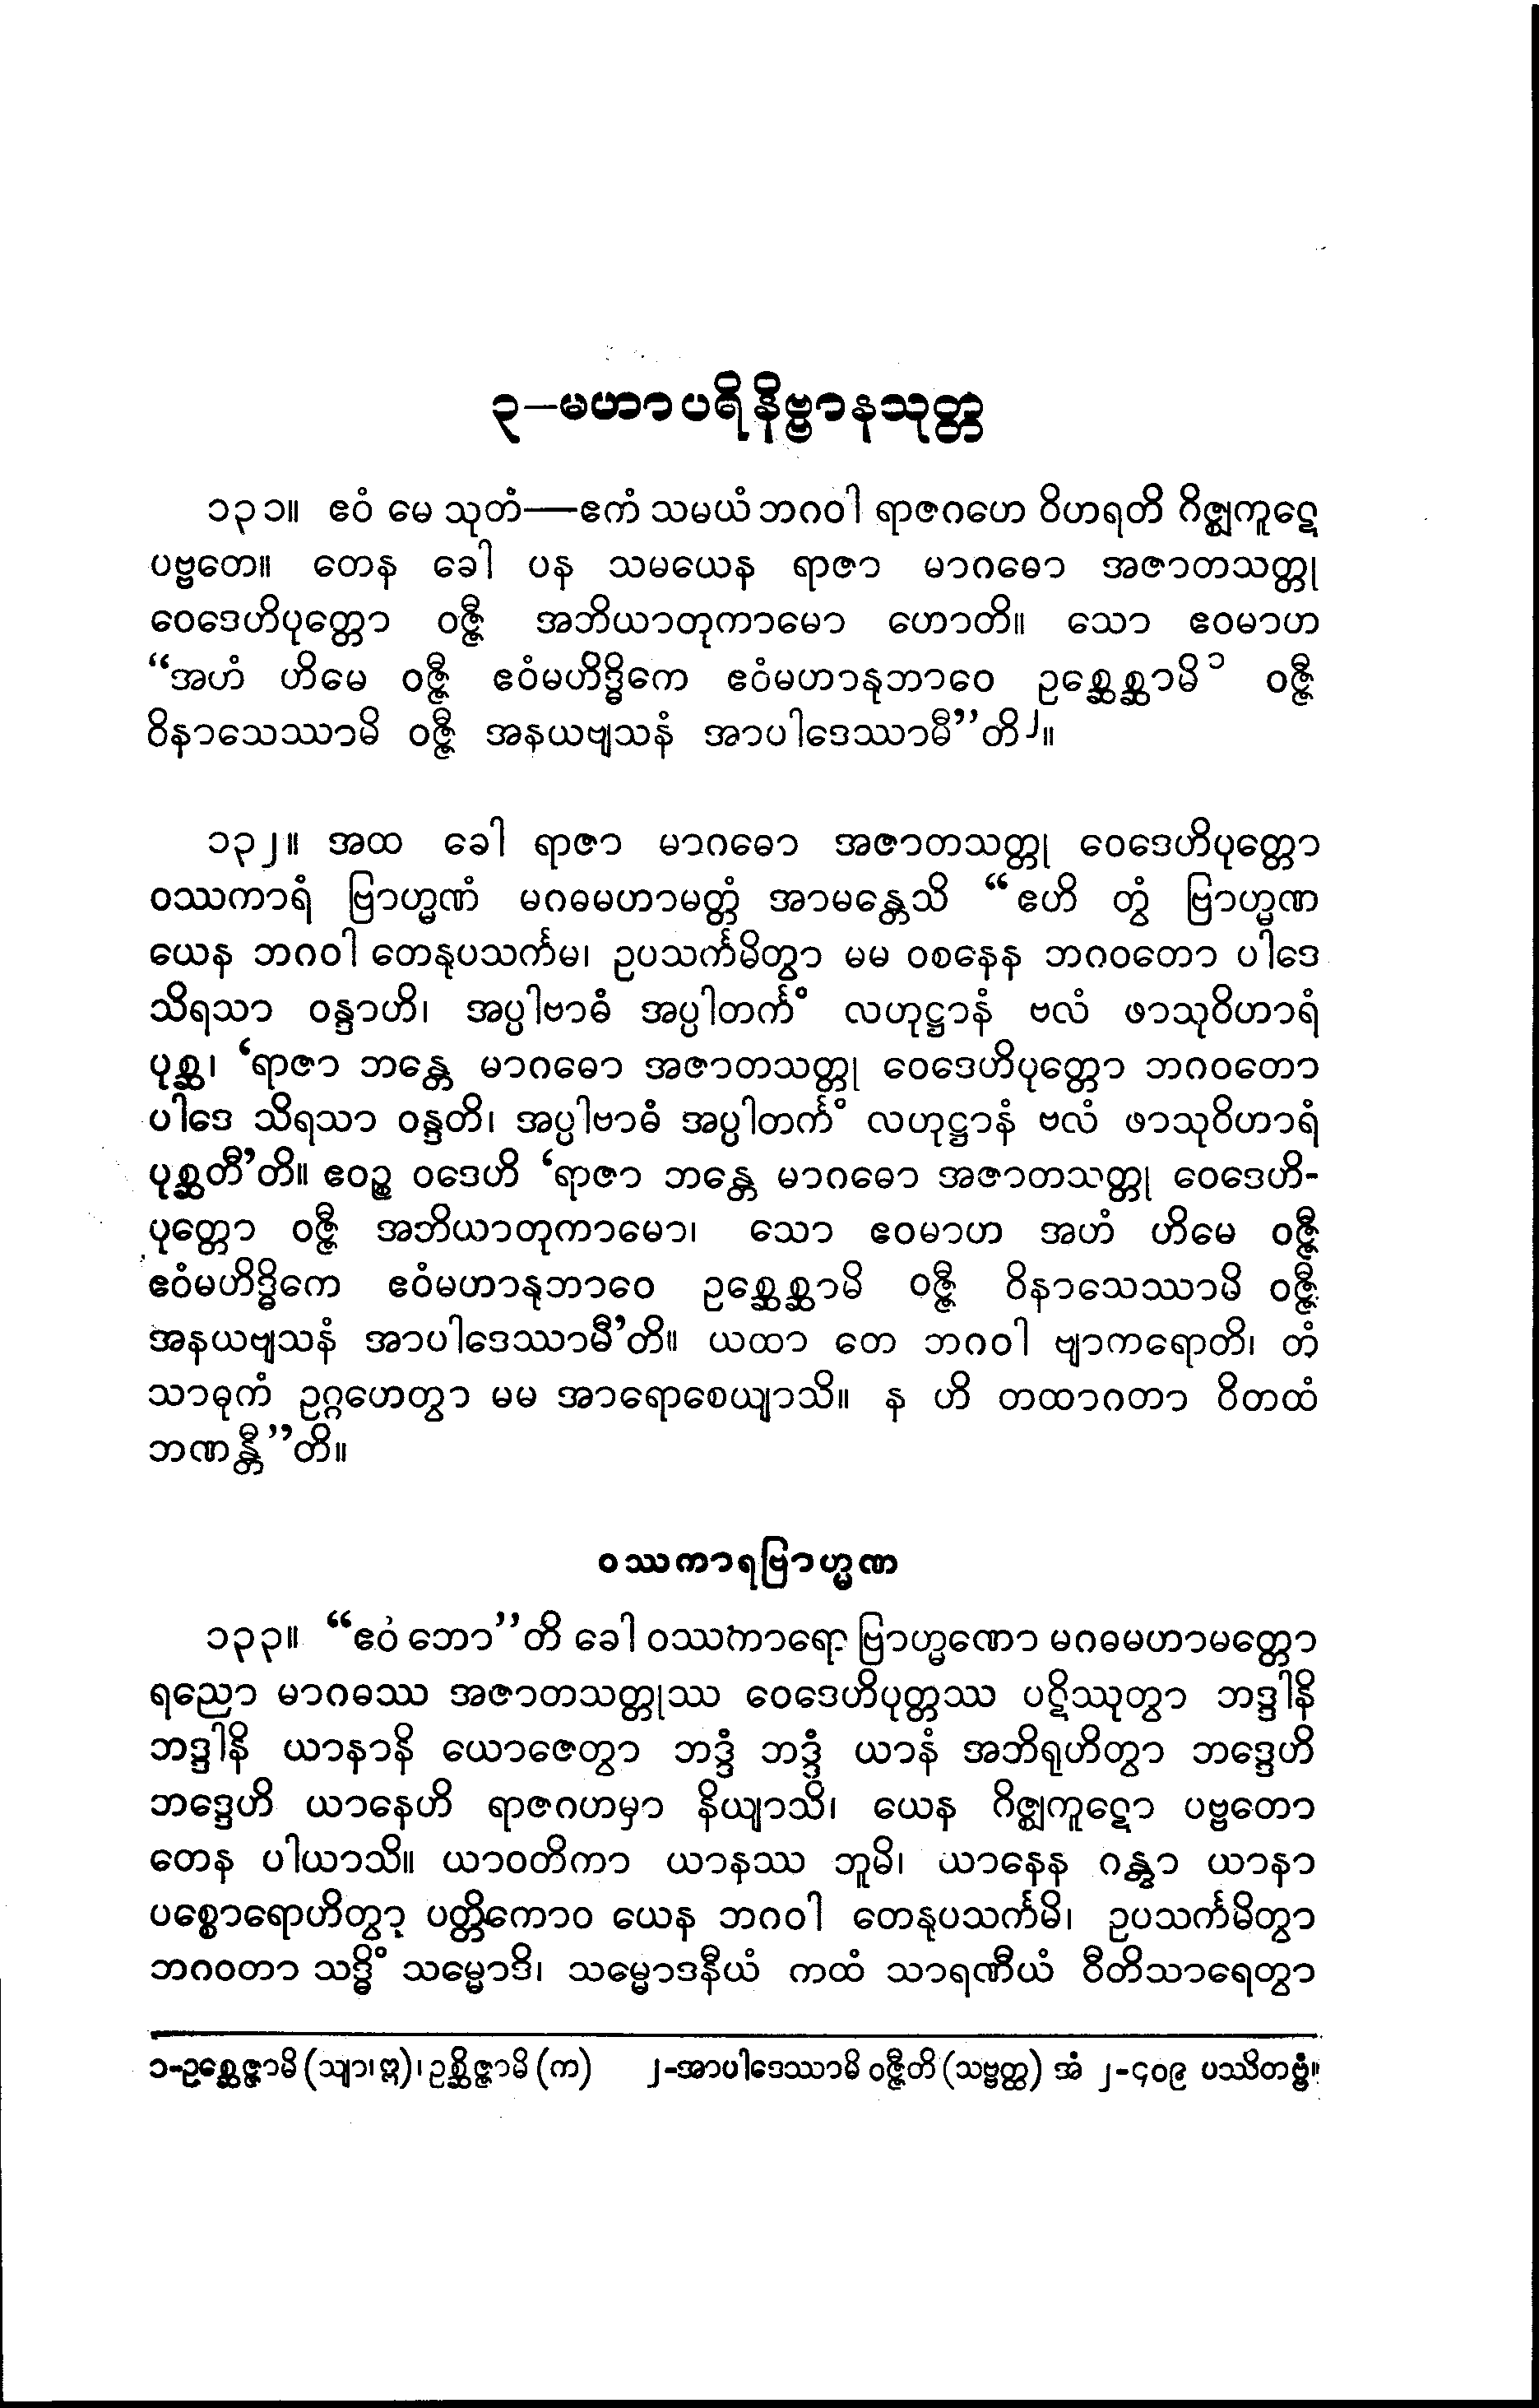 ၃—မဟာပရိနိဗ္ဗာနသုတ္တ
၁၃၁။ ဧဝံ မေ သုတံ—ဧကံ သမယံ ဘဂဝါ ရာဇဂဟေ ဝိဟရတိ ဂိဇ္ဈကူဋေ
ပဗ္ဗတေ။ တေန ခေါ ပန သမယေန ရာဇာ မာဂဓော အဇာတသတ္တု
ဝေဒေဟိပုတ္တော ဝဇ္ဇီ အဘိယာတုကာမော ဟောတိ။ သော ဧဝမာဟ
“အဟံ ဟိမေ ဝဇ္ဇီ ဧဝံမဟိဒ္ဓိကေ ဧဝံမဟာနုဘာဝေ ဥစ္ဆေစ္ဆာမိ ၁ ဝဇ္ဇီ
ဝိနာသေဿာမိ ဝဇ္ဇီ အနယဗျသနံ အာပါဒေဿာမီ”တိ ၂။
၁၃၂။ အထ ခေါ ရာဇာ မာဂဓော အဇာတသတ္တု ဝေဒေဟိပုတ္တော
ဝဿကာရံ ဗြာဟ္မဏံ မဂဓမဟာမတ္တံ အာမန္တေသိ “ဧဟိ တွံ ဗြာဟ္မဏ
ယေန ဘဂဝါ တေနုပသင်္ကမ၊ ဥပသင်္ကမိတွာ မမ ဝစနေန ဘဂဝတော ပါဒေ
သိရသာ ဝန္ဒာဟိ၊ အပ္ပါဗာဓံ အပ္ပါတင်္ကံ လဟုဋ္ဌာနံ ဗလံ ဖာသုဝိဟာရံ
ပုစ္ဆ၊ ‘ရာဇာ ဘန္တေ မာဂဓော အဇာတသတ္တု ဝေဒေဟိပုတ္တော ဘဂဝတော
ပါဒေ သိရသာ ဝန္ဒတိ၊ အပ္ပါဗာဓံ အပ္ပါတင်္ကံ လဟုဋ္ဌာနံ ဗလံ ဖာသုဝိဟာရံ
ပုစ္ဆတီ’တိ။ ဧဝဉ္စ ဝဒေဟိ ‘ရာဇာ ဘန္တေ မာဂဓော အဇာတသတ္တု ဝေဒေဟိ-
ပုတ္တော ဝဇ္ဇီ အဘိယာတုကာမော၊ သော ဧဝမာဟ အဟံ ဟိမေ ဝဇ္ဇီ
ဧဝံမဟိဒ္ဓိကေ ဧဝံမဟာနုဘာဝေ ဥစ္ဆေစ္ဆာမိ ဝဇ္ဇီ ဝိနာသေဿာမိ ဝဇ္ဇီ
အနယဗျသနံ အာပါဒေဿာမီ’တိ။ ယထာ တေ ဘဂဝါ ဗျာကရောတိ၊ တံ
သာဓုကံ ဥဂ္ဂဟေတွာ မမ အာရောစေယျာသိ။ န ဟိ တထာဂတာ ဝိတထံ
ဘဏန္တီ”တိ။
ဝဿကာရဗြာဟ္မဏ
၁၃၃။ “ဧဝံ ဘော”တိ ခေါ ဝဿကာရော ဗြာဟ္မဏော မဂဓမဟာမတ္တော
ရညော မာဂဓဿ အဇာတသတ္တုဿ ဝေဒေဟိပုတ္တဿ ပဋိဿုတွာ ဘဒ္ဒါနိ
ဘဒ္ဒါနိ ယာနာနိ ယောဇေတွာ ဘဒ္ဒံ ဘဒ္ဒံ ယာနံ အဘိရုဟိတွာ ဘဒ္ဒေဟိ
ဘဒ္ဒေဟိ ယာနေဟိ ရာဇဂဟမှာ နိယျာသိ၊ ယေန ဂိဇ္ဈကူဋော ပဗ္ဗတော
တေန ပါယာသိ။ ယာဝတိကာ ယာနဿ ဘူမိ၊ ယာနေန ဂန္တွာ ယာနာ
ပစ္စောရောဟိတွာ ပတ္တိကောဝ ယေန ဘဂဝါ တေနုပသင်္ကမိ၊ ဥပသင်္ကမိတွာ
ဘဂဝတာ သဒ္ဓိံ သမ္မောဒိ၊ သမ္မောဒနီယံ ကထံ သာရဏီယံ ဝီတိသာရေတွာ
၁-ဥစ္ဆေဇ္ဇာမိ (သျာ၊ ဣ)၊ ဥစ္ဆိဇ္ဇာမိ (က) ၂-အာပါဒေဿာမိ ဝဇ္ဇီတိ (သဗ္ဗတ္ထ) အံ ၂-၄၀၉ ပဿိတဗ္ဗံ။